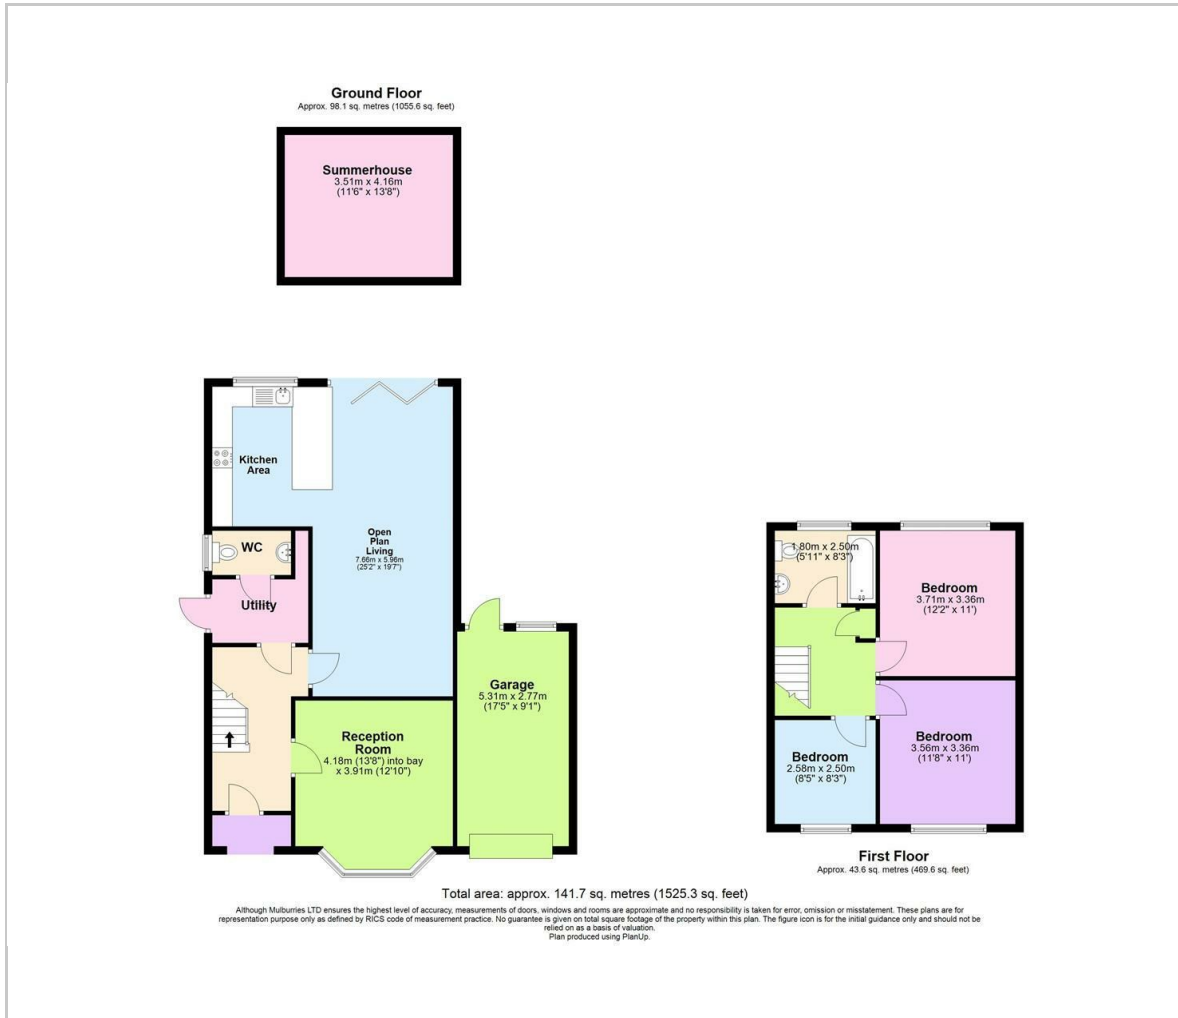 Ground Floor
Approx. 98.1 sq. metres (1055.6 sq. feet)
Summerhouse
3.51m x 4.16m
(11'6" x 13'8")
Kitchen
Area
Open
Plan
Living
7.66m x 5.96m
(25'2" x 19'7")
WC
Utility
Garage
5.31m x 2.77m
(17'5" x 9'1")
Reception
Room
4.18m (13'8") into bay
x 3.91m (12'10")
1.80m x 2.50m
(5'11" x 8'3")
Bedroom
3.71m x 3.36m
(12'2" x 11')
Bedroom
3.56m x 3.36m
(11'8" x 11')
Bedroom
2.58m x 2.50m
(8'5" x 8'3")
First Floor
Approx. 43.6 sq. metres (469.6 sq. feet)
Total area: approx. 141.7 sq. metres (1525.3 sq. feet)
Although Mulburries LTD ensures the highest level of accuracy, measurements of doors, windows and rooms are approximate and no responsibility is taken for error, omission or misstatement. These plans are for
representation purpose only as defined by RICS code of measurement practice. No guarantee is given on total square footage of the property within this plan. The figure icon is for the initial guidance only and should not be
relied on as a basis of valuation.
Plan produced using PlanUp.